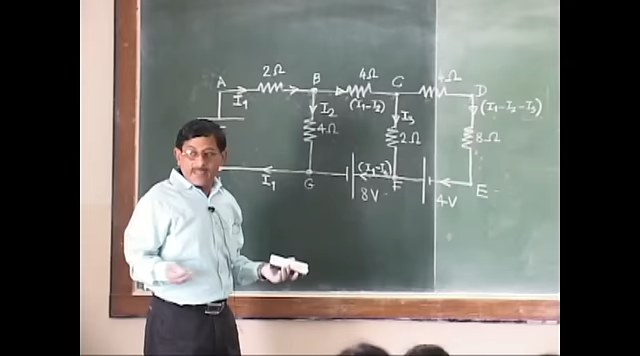 A 2Ω B 4Ω C 4Ω D
I₁ (I₁-I₂) (I₁-I₂-I₃)
I₂ I₃
4Ω 2Ω 8Ω
I₁ G (I₁-I₂) F E
8V 4V